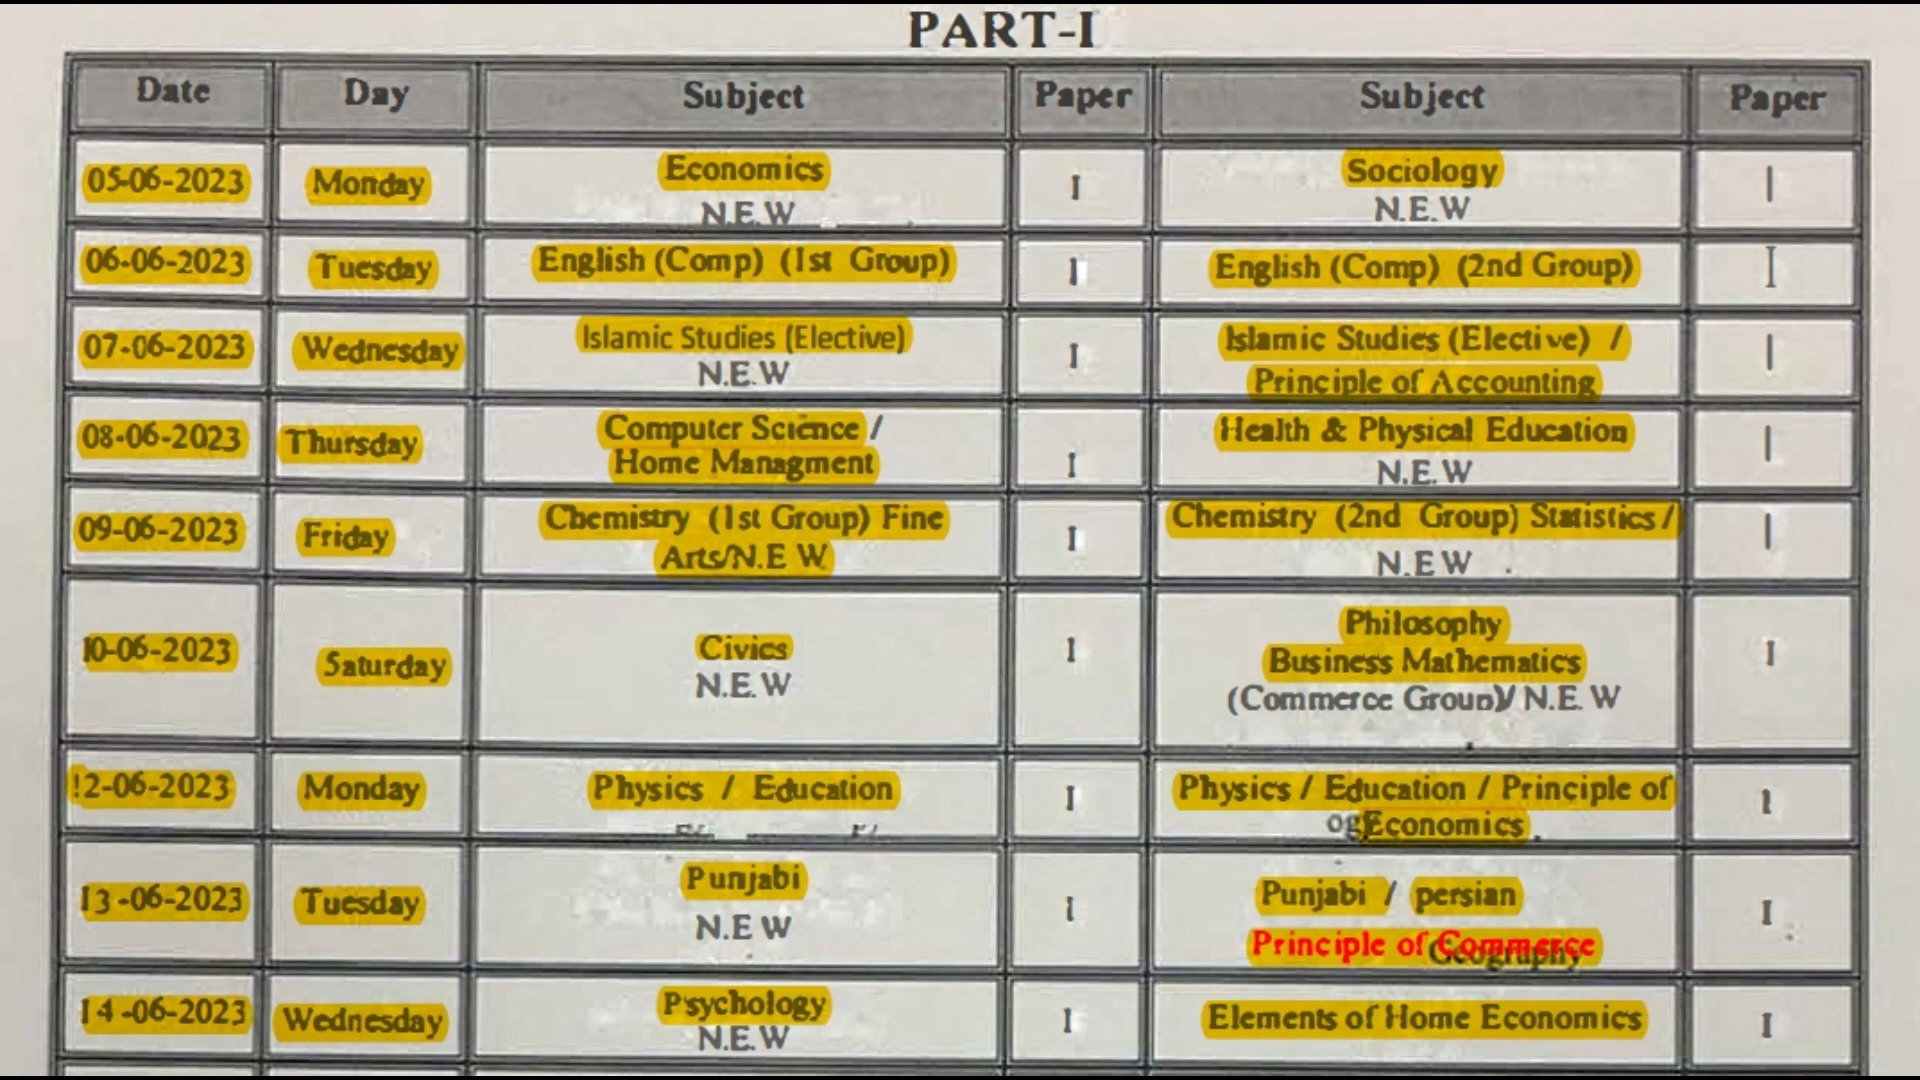 PART-I
Date Day Subject Paper Subject Paper
05-06-2023 Monday Economics I Sociology I
N.E.W N.E.W
06-06-2023 Tuesday English (Comp) (1st Group) I English (Comp) (2nd Group) I
07-06-2023 Wednesday Islamic Studies (Elective) I Islamic Studies (Elective) / I
N.E.W Principle of Accounting
08-06-2023 Thursday Computer Science / I Health & Physical Education I
Home Managment N.E.W
09-06-2023 Friday Chemistry (1st Group) Fine I Chemistry (2nd Group) Statistics / I
Arts/N.E W N.E W
10-06-2023 Saturday Civics I Philosophy I
N.E.W Business Mathematics
(Commerce Group)/ N.E. W
12-06-2023 Monday Physics / Education I Physics / Education / Principle of I
Economics
13-06-2023 Tuesday Punjabi I Punjabi / persian I
N.E W Principle of Commerce
14-06-2023 Wednesday Psychology I Elements of Home Economics I
N.E.W